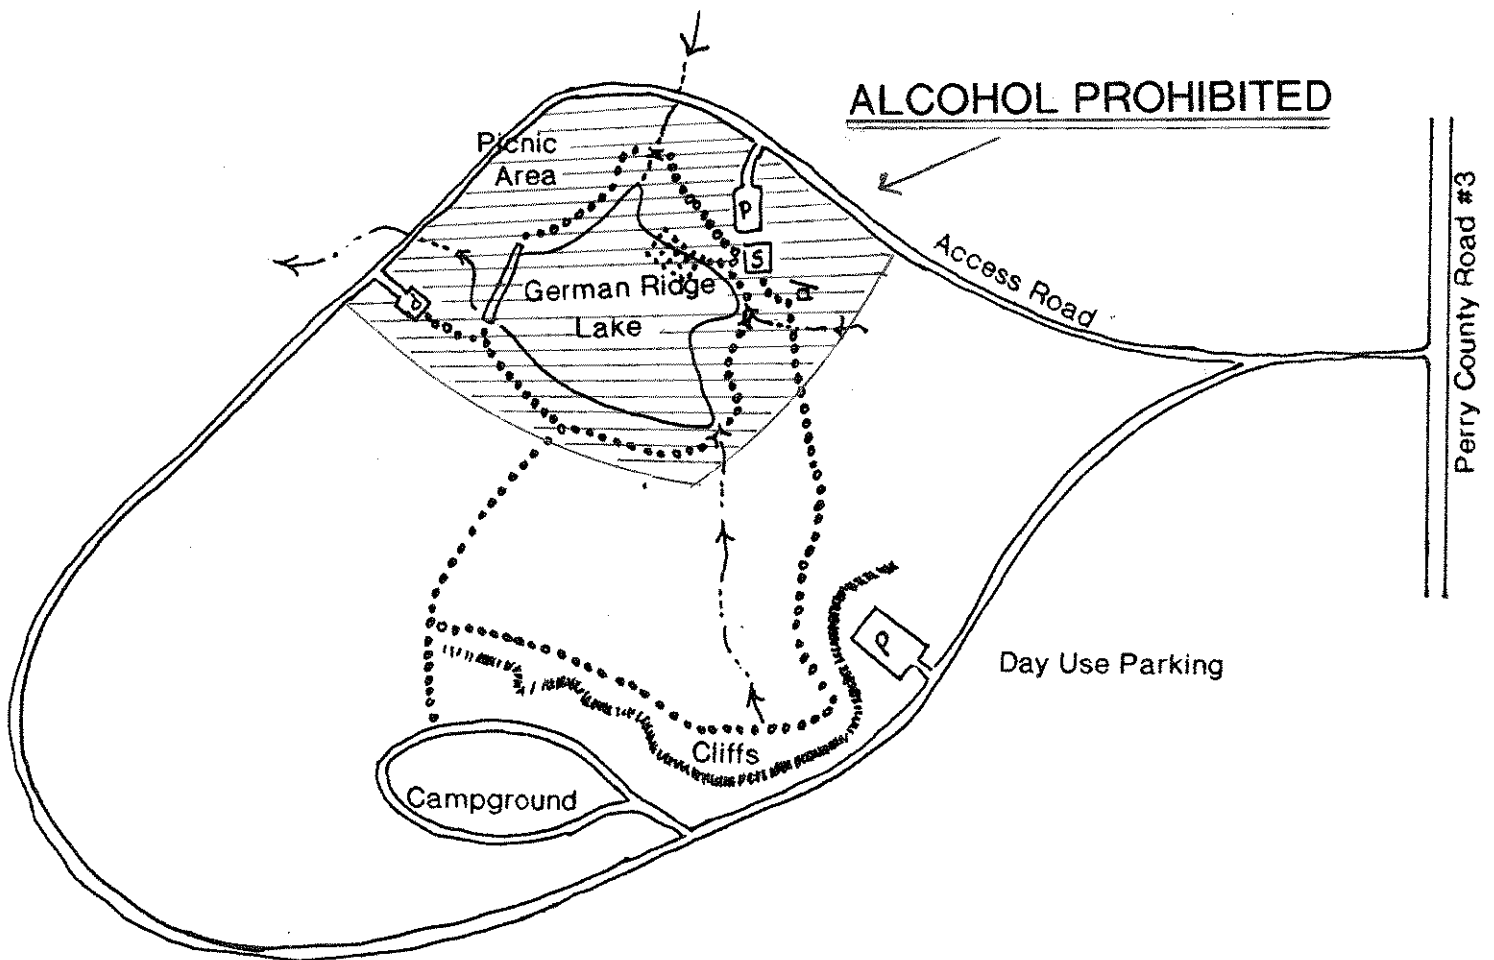 ALCOHOL PROHIBITED
Picnic
Area
P
S
Access Road
German Ridge
Lake
P
Perry County Road #3
P
Day Use Parking
Cliffs
Campground